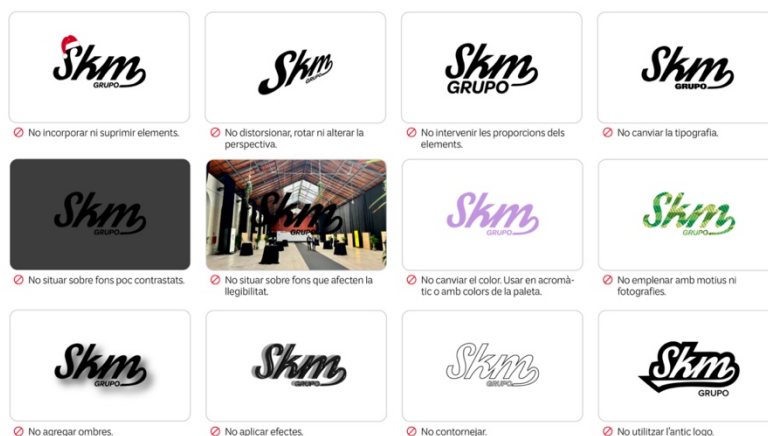 Skm
GRUPO
No incorporar ni suprimir elements.
Skm
GRUPO
No distorsionar, rotar ni alterar la
perspectiva.
Skm
GRUPO
No intervenir les proporcions dels
elements.
Skm
GRUPO
No canviar la tipografia.
Skm
GRUPO
No situar sobre fons poc contrastats.
Skm
GRUPO
No situar sobre fons que afecten la
llegibilitat.
Skm
GRUPO
No canviar el color. Usar en acromà-
tic o amb colors de la paleta.
Skm
GRUPO
No emplenar amb motius ni
fotografies.
Skm
GRUPO
No agregar ombres.
Skm
GRUPO
No aplicar efectes.
Skm
GRUPO
No contornejar.
Skm
GRUPO
No utilitzar l'antic logo.